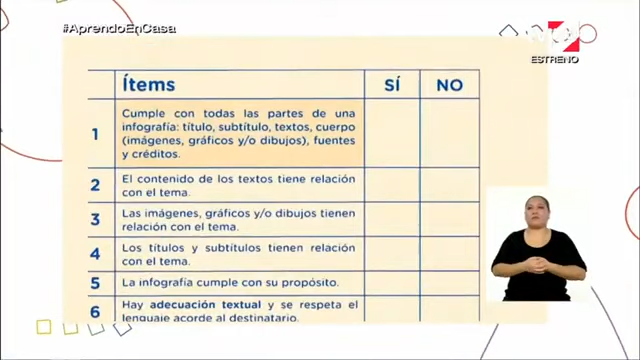 #AprendoEnCasa
ESTRENO
Ítems SÍ NO
1 Cumple con todas las partes de una
infografía: título, subtítulo, textos, cuerpo
(imágenes, gráficos y/o dibujos), fuentes
y créditos.
2 El contenido de los textos tiene relación
con el tema.
3 Las imágenes, gráficos y/o dibujos tienen
relación con el tema.
4 Los títulos y subtítulos tienen relación
con el tema.
5 La infografía cumple con su propósito.
6 Hay adecuación textual y se respeta el
lenguaje acorde al destinatario.